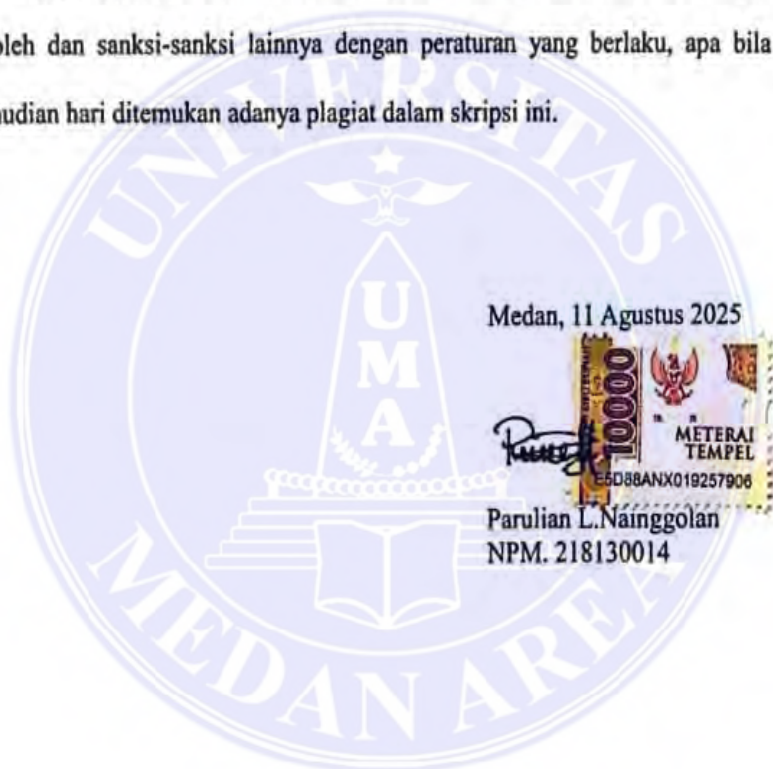 oleh dan sanksi-sanksi lainnya dengan peraturan yang berlaku, apa bila
udian hari ditemukan adanya plagiat dalam skripsi ini.
UNIVERSITAS
UMA
MEDAN AREA
Medan, 11 Agustus 2025
10000
METERAI
TEMPEL
E5D88ANX019257906
Parulian L.Nainggolan
NPM. 218130014